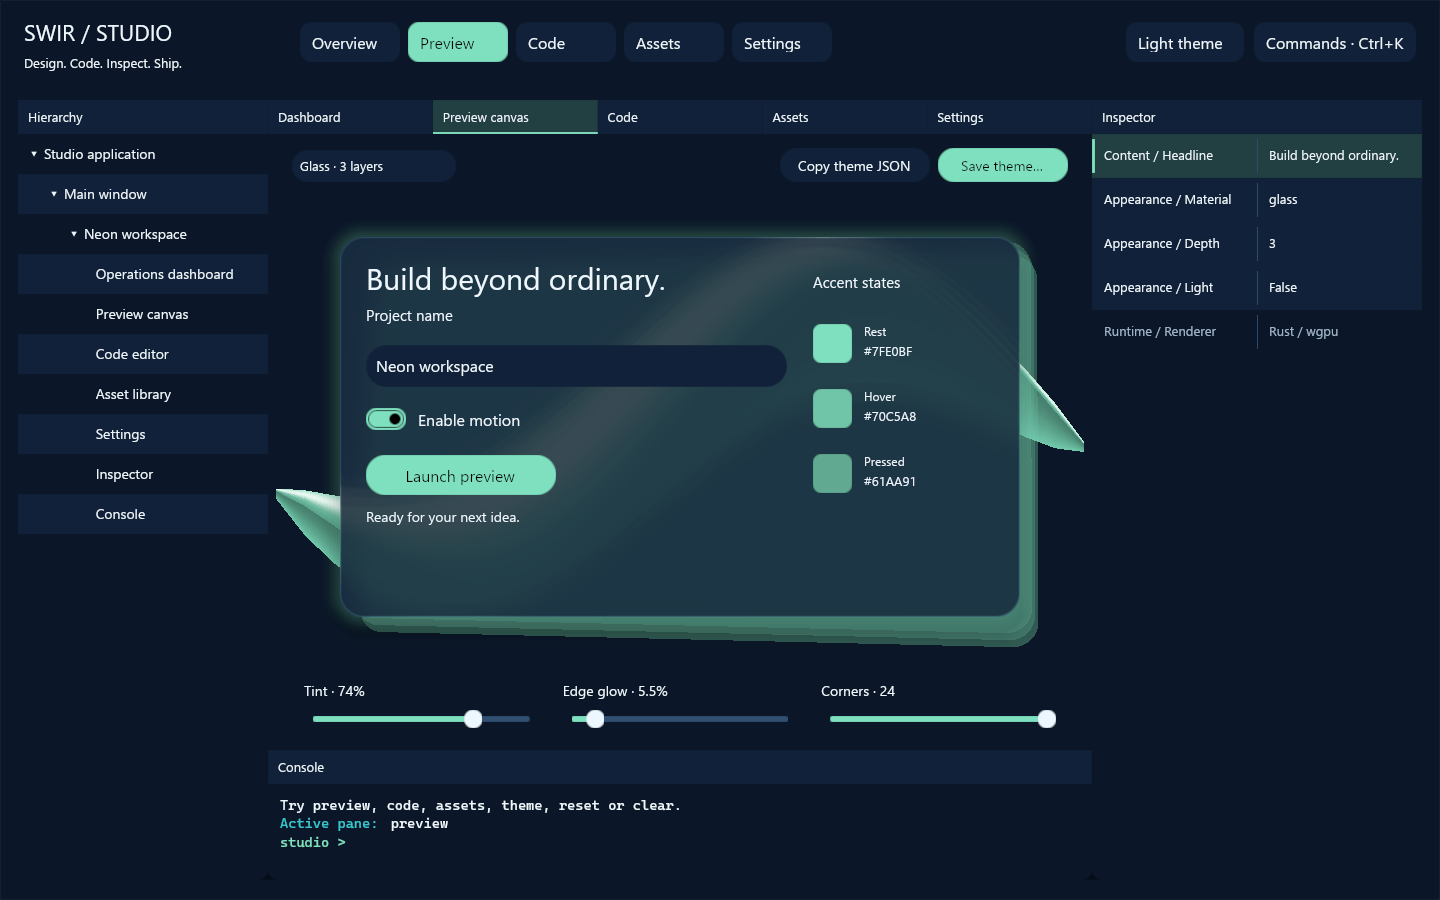 SWIR / STUDIO
Design. Code. Inspect. Ship.
Overview
Preview
Code
Assets
Settings
Light theme
Commands · Ctrl+K
Hierarchy
Studio application
Main window
Neon workspace
Operations dashboard
Preview canvas
Code editor
Asset library
Settings
Inspector
Console
Dashboard
Preview canvas
Code
Assets
Settings
Glass · 3 layers
Copy theme JSON
Save theme...
Build beyond ordinary.
Project name
Neon workspace
Enable motion
Launch preview
Ready for your next idea.
Accent states
Rest
#7FE0BF
Hover
#70C5A8
Pressed
#61AA91
Tint · 74%
Edge glow · 5.5%
Corners · 24
Console
Try preview, code, assets, theme, reset or clear.
Active pane: preview
studio >
Inspector
Content / Headline
Build beyond ordinary.
Appearance / Material
glass
Appearance / Depth
3
Appearance / Light
False
Runtime / Renderer
Rust / wgpu